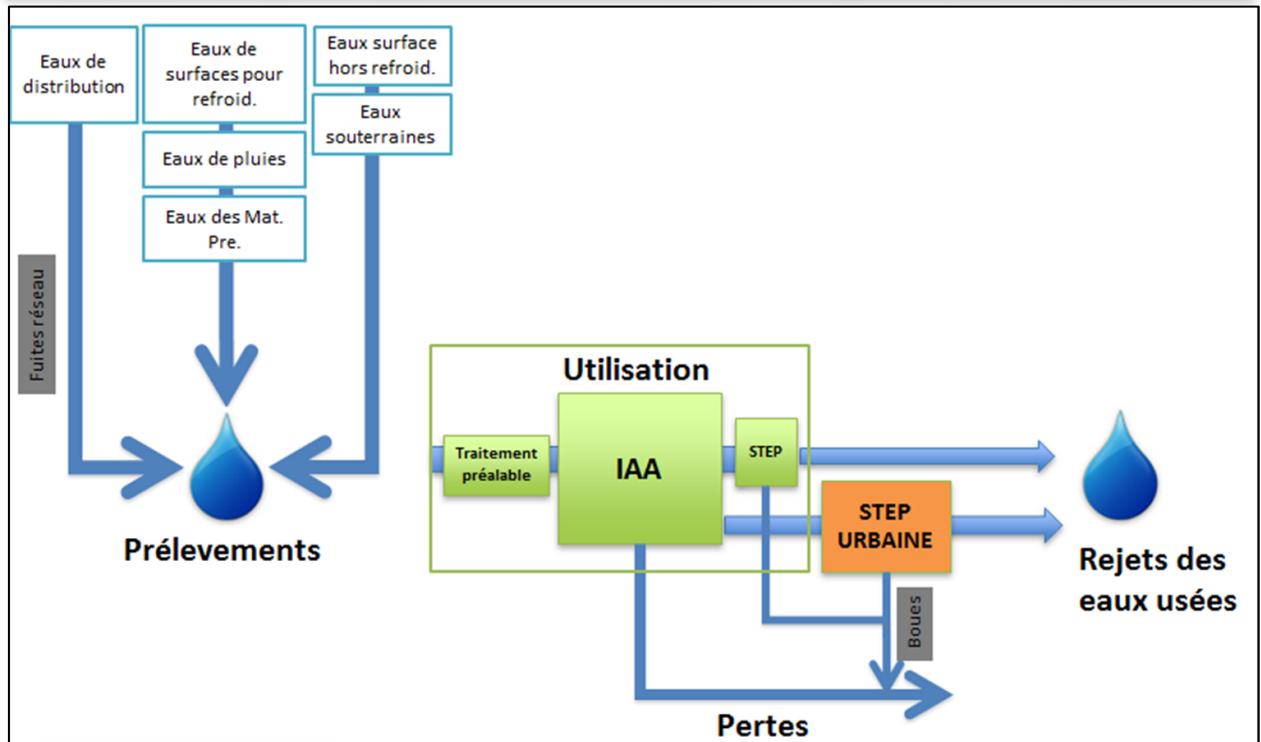 Eaux de
distribution
Eaux de
surfaces pour
refroid.
Eaux surface
hors refroid.
Eaux
souterraines
Eaux de pluies
Eaux des Mat.
Pre.
Fuites réseau
Prélevements
Utilisation
Traitement
préalable
IAA
STEP
STEP
URBAINE
Boues
Rejets des
eaux usées
Pertes